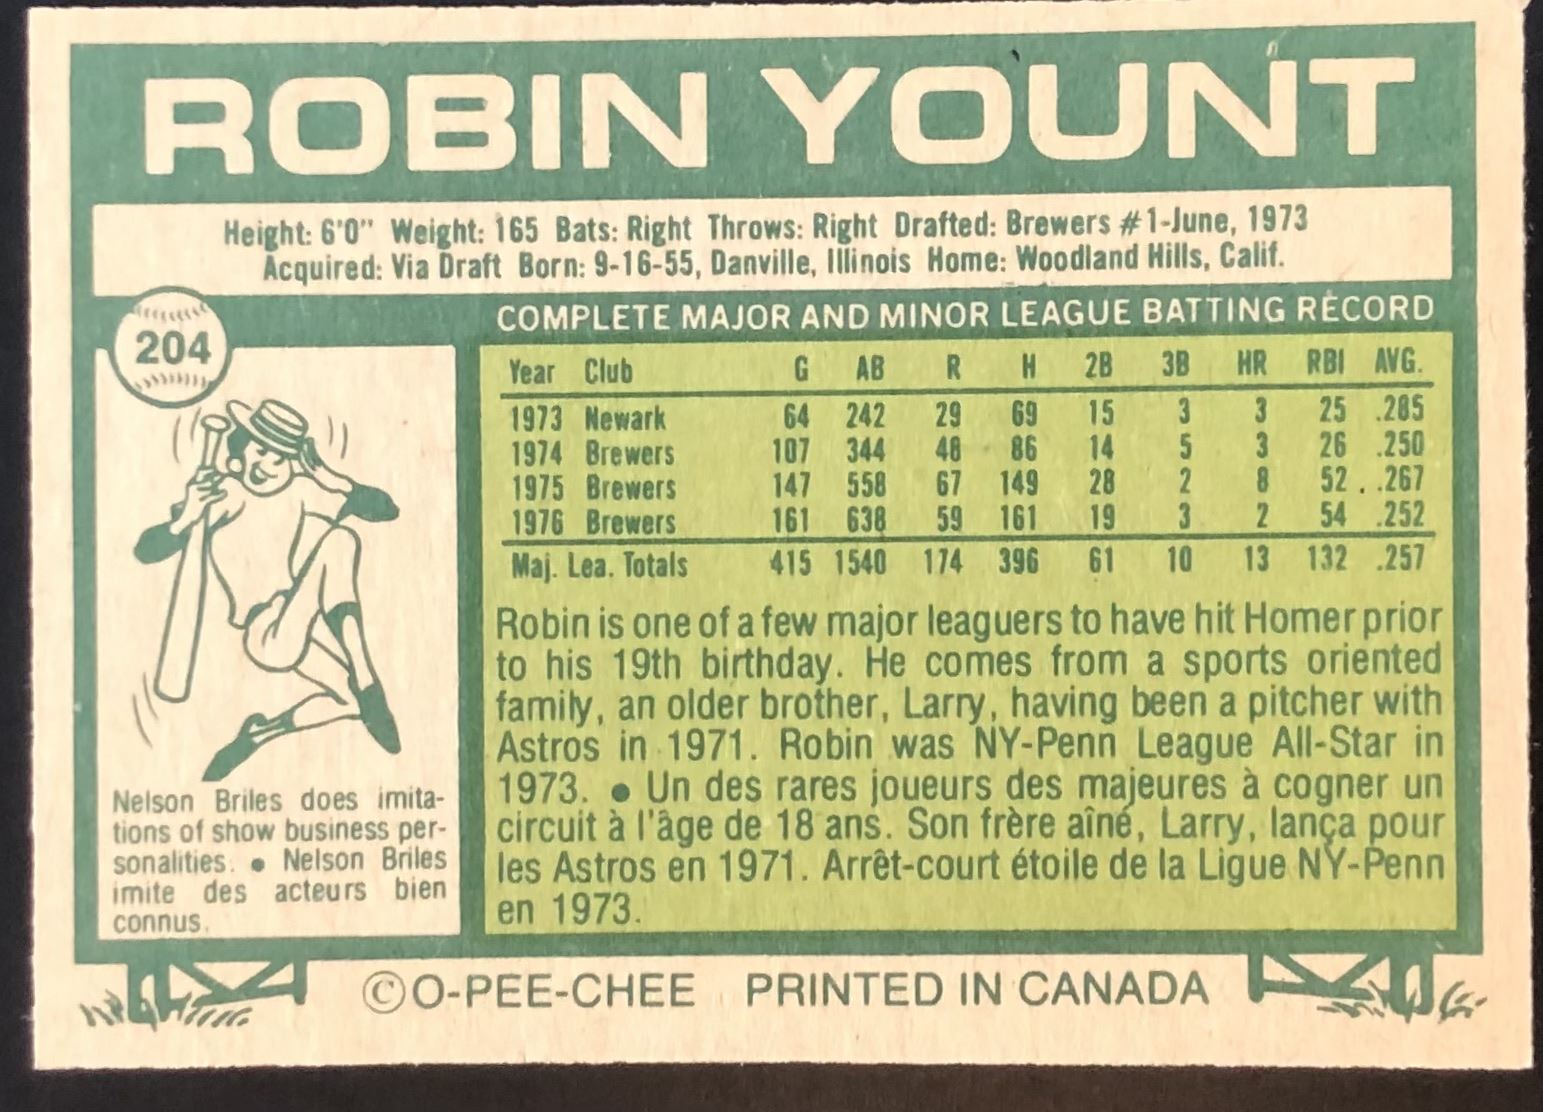 ROBIN YOUNT
Height: 6'0" Weight: 165 Bats: Right Throws: Right Drafted: Brewers #1-June, 1973
Acquired: Via Draft Born: 9-16-55, Danville, Illinois Home: Woodland Hills, Calif.
204
COMPLETE MAJOR AND MINOR LEAGUE BATTING RECORD
Year Club G AB R H 2B 3B HR RBI AVG.
1973 Newark 64 242 29 69 15 3 3 25 .285
1974 Brewers 107 344 48 86 14 5 3 26 .250
1975 Brewers 147 558 67 149 28 2 8 52 .267
1976 Brewers 161 638 59 161 19 3 2 54 .252
Maj. Lea. Totals 415 1540 174 396 61 10 13 132 .257
Robin is one of a few major leaguers to have hit Homer prior
to his 19th birthday. He comes from a sports oriented
family, an older brother, Larry, having been a pitcher with
Astros in 1971. Robin was NY-Penn League All-Star in
1973. ● Un des rares joueurs des majeures à cogner un
circuit à l'âge de 18 ans. Son frère aîné, Larry, lança pour
les Astros en 1971. Arrêt-court étoile de la Ligue NY-Penn
en 1973.
Nelson Briles does imita-
tions of show business per-
sonalities. ● Nelson Briles
imite des acteurs bien
connus.
©O-PEE-CHEE PRINTED IN CANADA